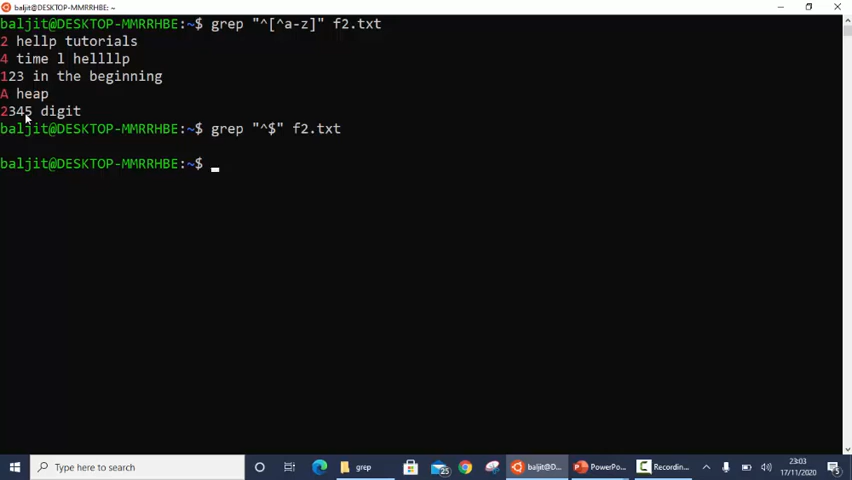 baljit@DESKTOP-MMRRHBE: ~
baljit@DESKTOP-MMRRHBE:~$ grep "^[^a-z]" f2.txt
2 hellp tutorials
4 time l hellllp
123 in the beginning
A heap
2345 digit
baljit@DESKTOP-MMRRHBE:~$ grep "^$" f2.txt
baljit@DESKTOP-MMRRHBE:~$ _
Type here to search
grep
25
baljit@D...
PowerPo...
Recordin...
23:03
17/11/2020
5